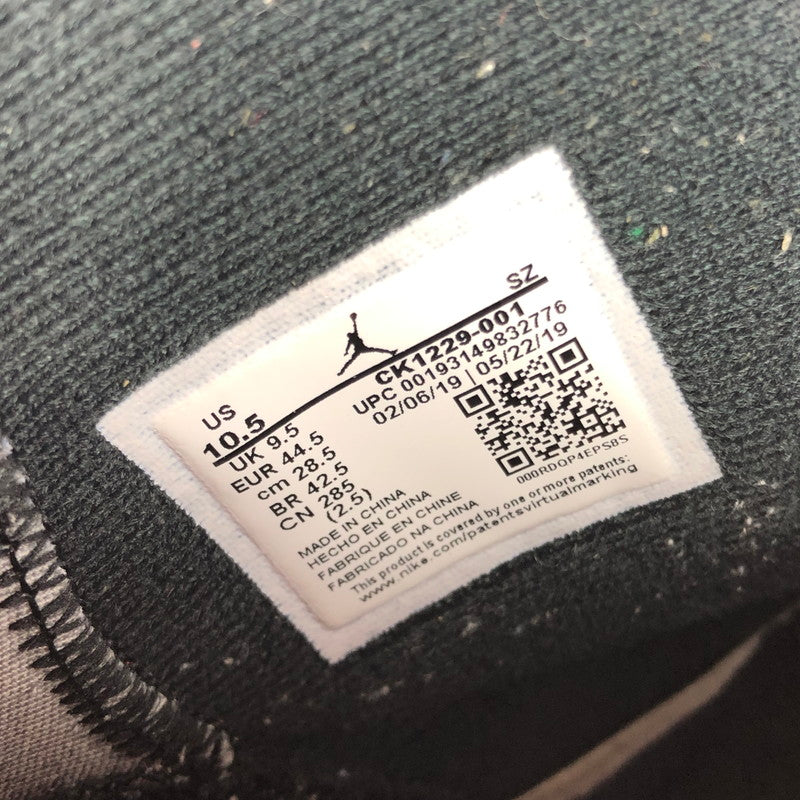 SZ
CK1229-001
UPC 00193149832776
02/06/19 | 05/22/19
000RDQP4EPS8S
US
10.5
UK 9.5
EUR 44.5
cm 28.5
BR 42.5
CN 285
(2.5)
MADE IN CHINA
HECHO EN CHINA
FABRIQUE EN CHINE
FABRICADO NA CHINA
This product is covered by one or more patents:
www.nike.com/patentsvirtualmarking